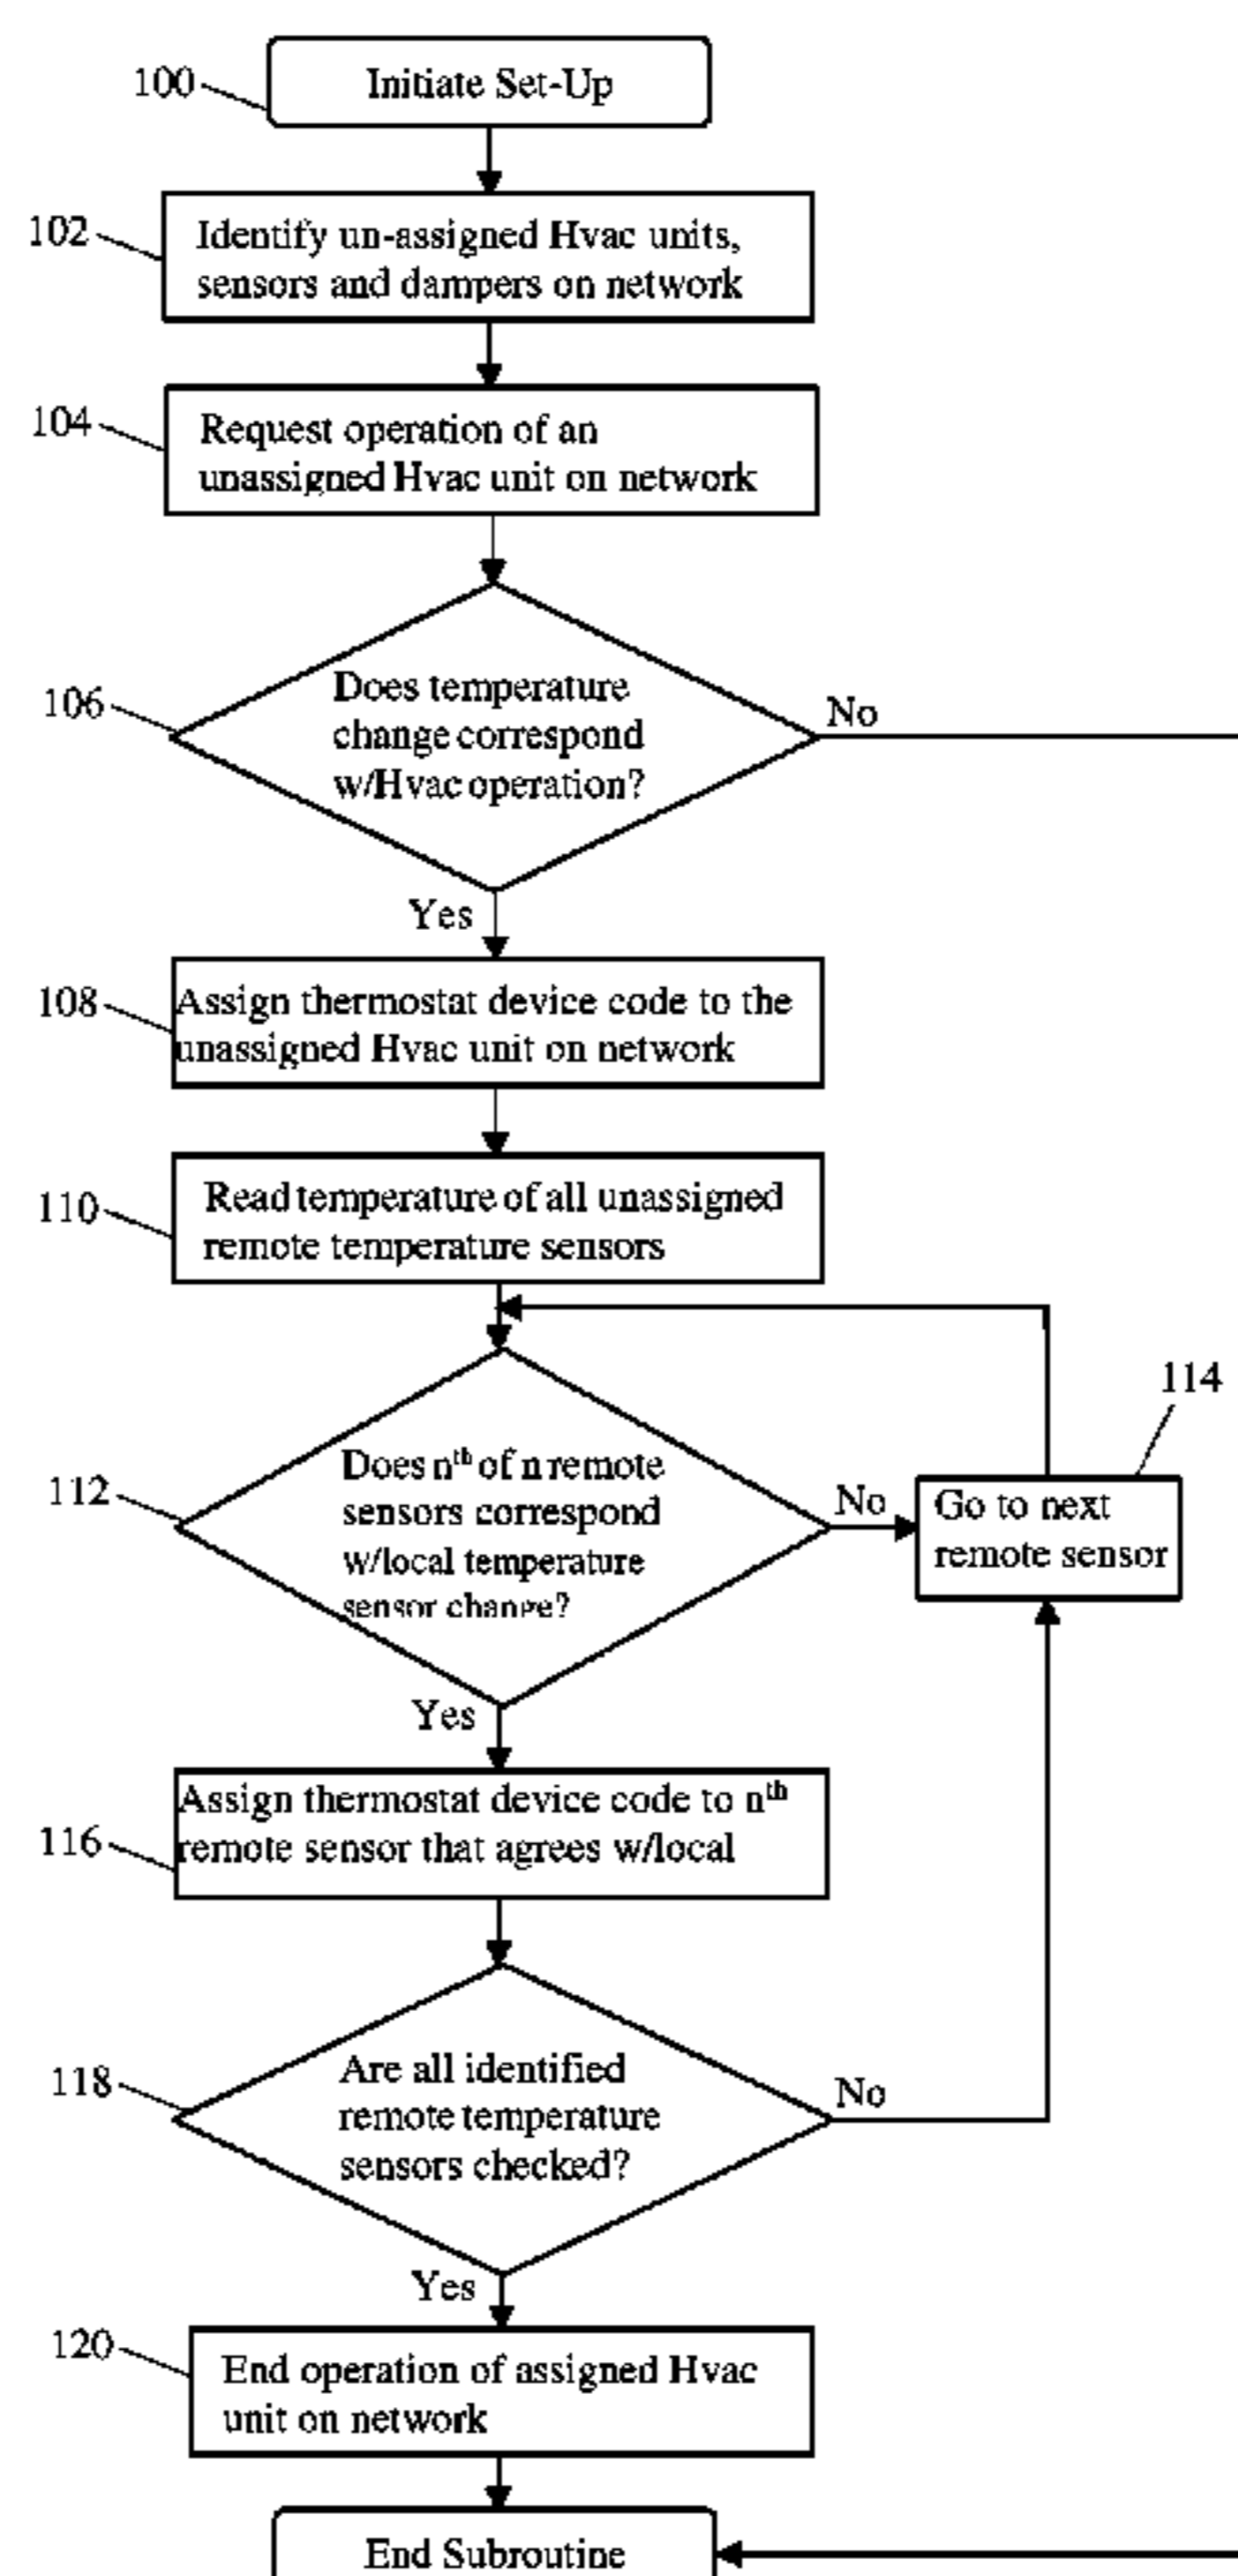 100
Initiate Set-Up
102
Identify un-assigned Hvac units,
sensors and dampers on network
104
Request operation of an
unassigned Hvac unit on network
106
Does temperature
change correspond
w/Hvac operation?
No
Yes
108
Assign thermostat device code to the
unassigned Hvac unit on network
110
Read temperature of all unassigned
remote temperature sensors
112
Does nth of n remote
sensors correspond
w/local temperature
sensor change?
No
114
Go to next
remote sensor
Yes
116
Assign thermostat device code to nth
remote sensor that agrees w/local
118
Are all identified
remote temperature
sensors checked?
No
Yes
120
End operation of assigned Hvac
unit on network
End Subroutine